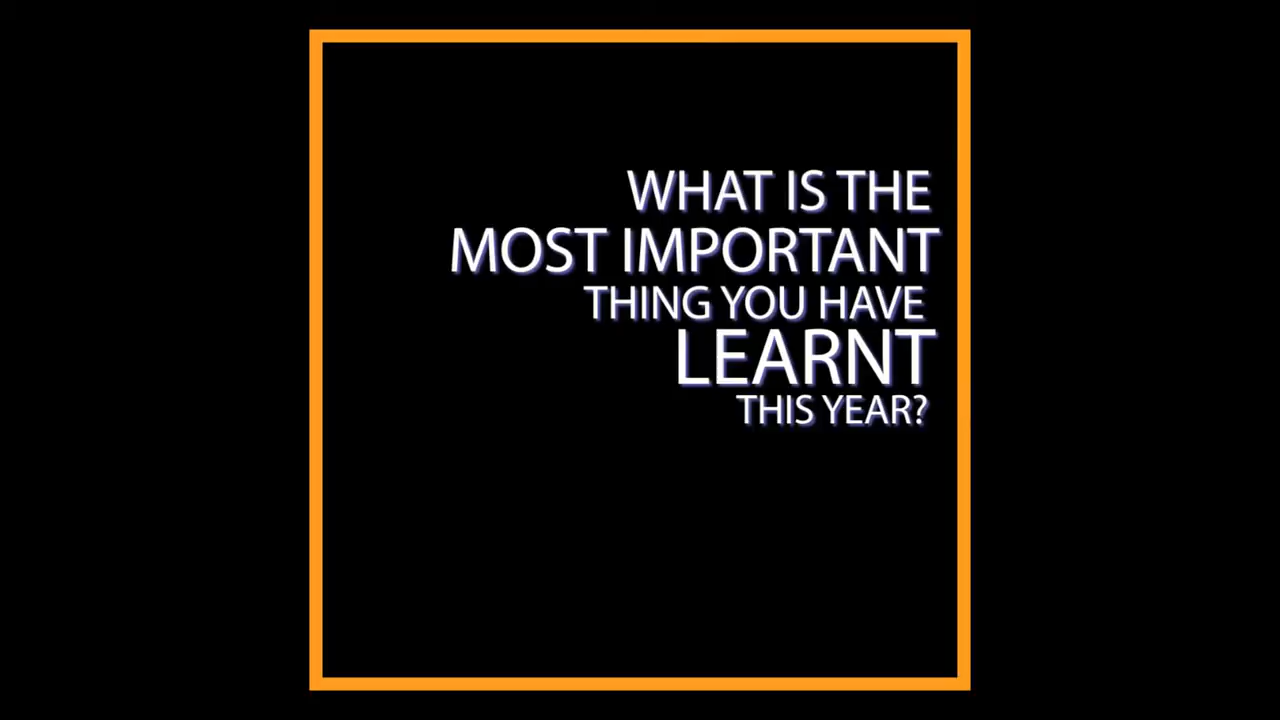 WHAT IS THE
MOST IMPORTANT
THING YOU HAVE
LEARNT
THIS YEAR?